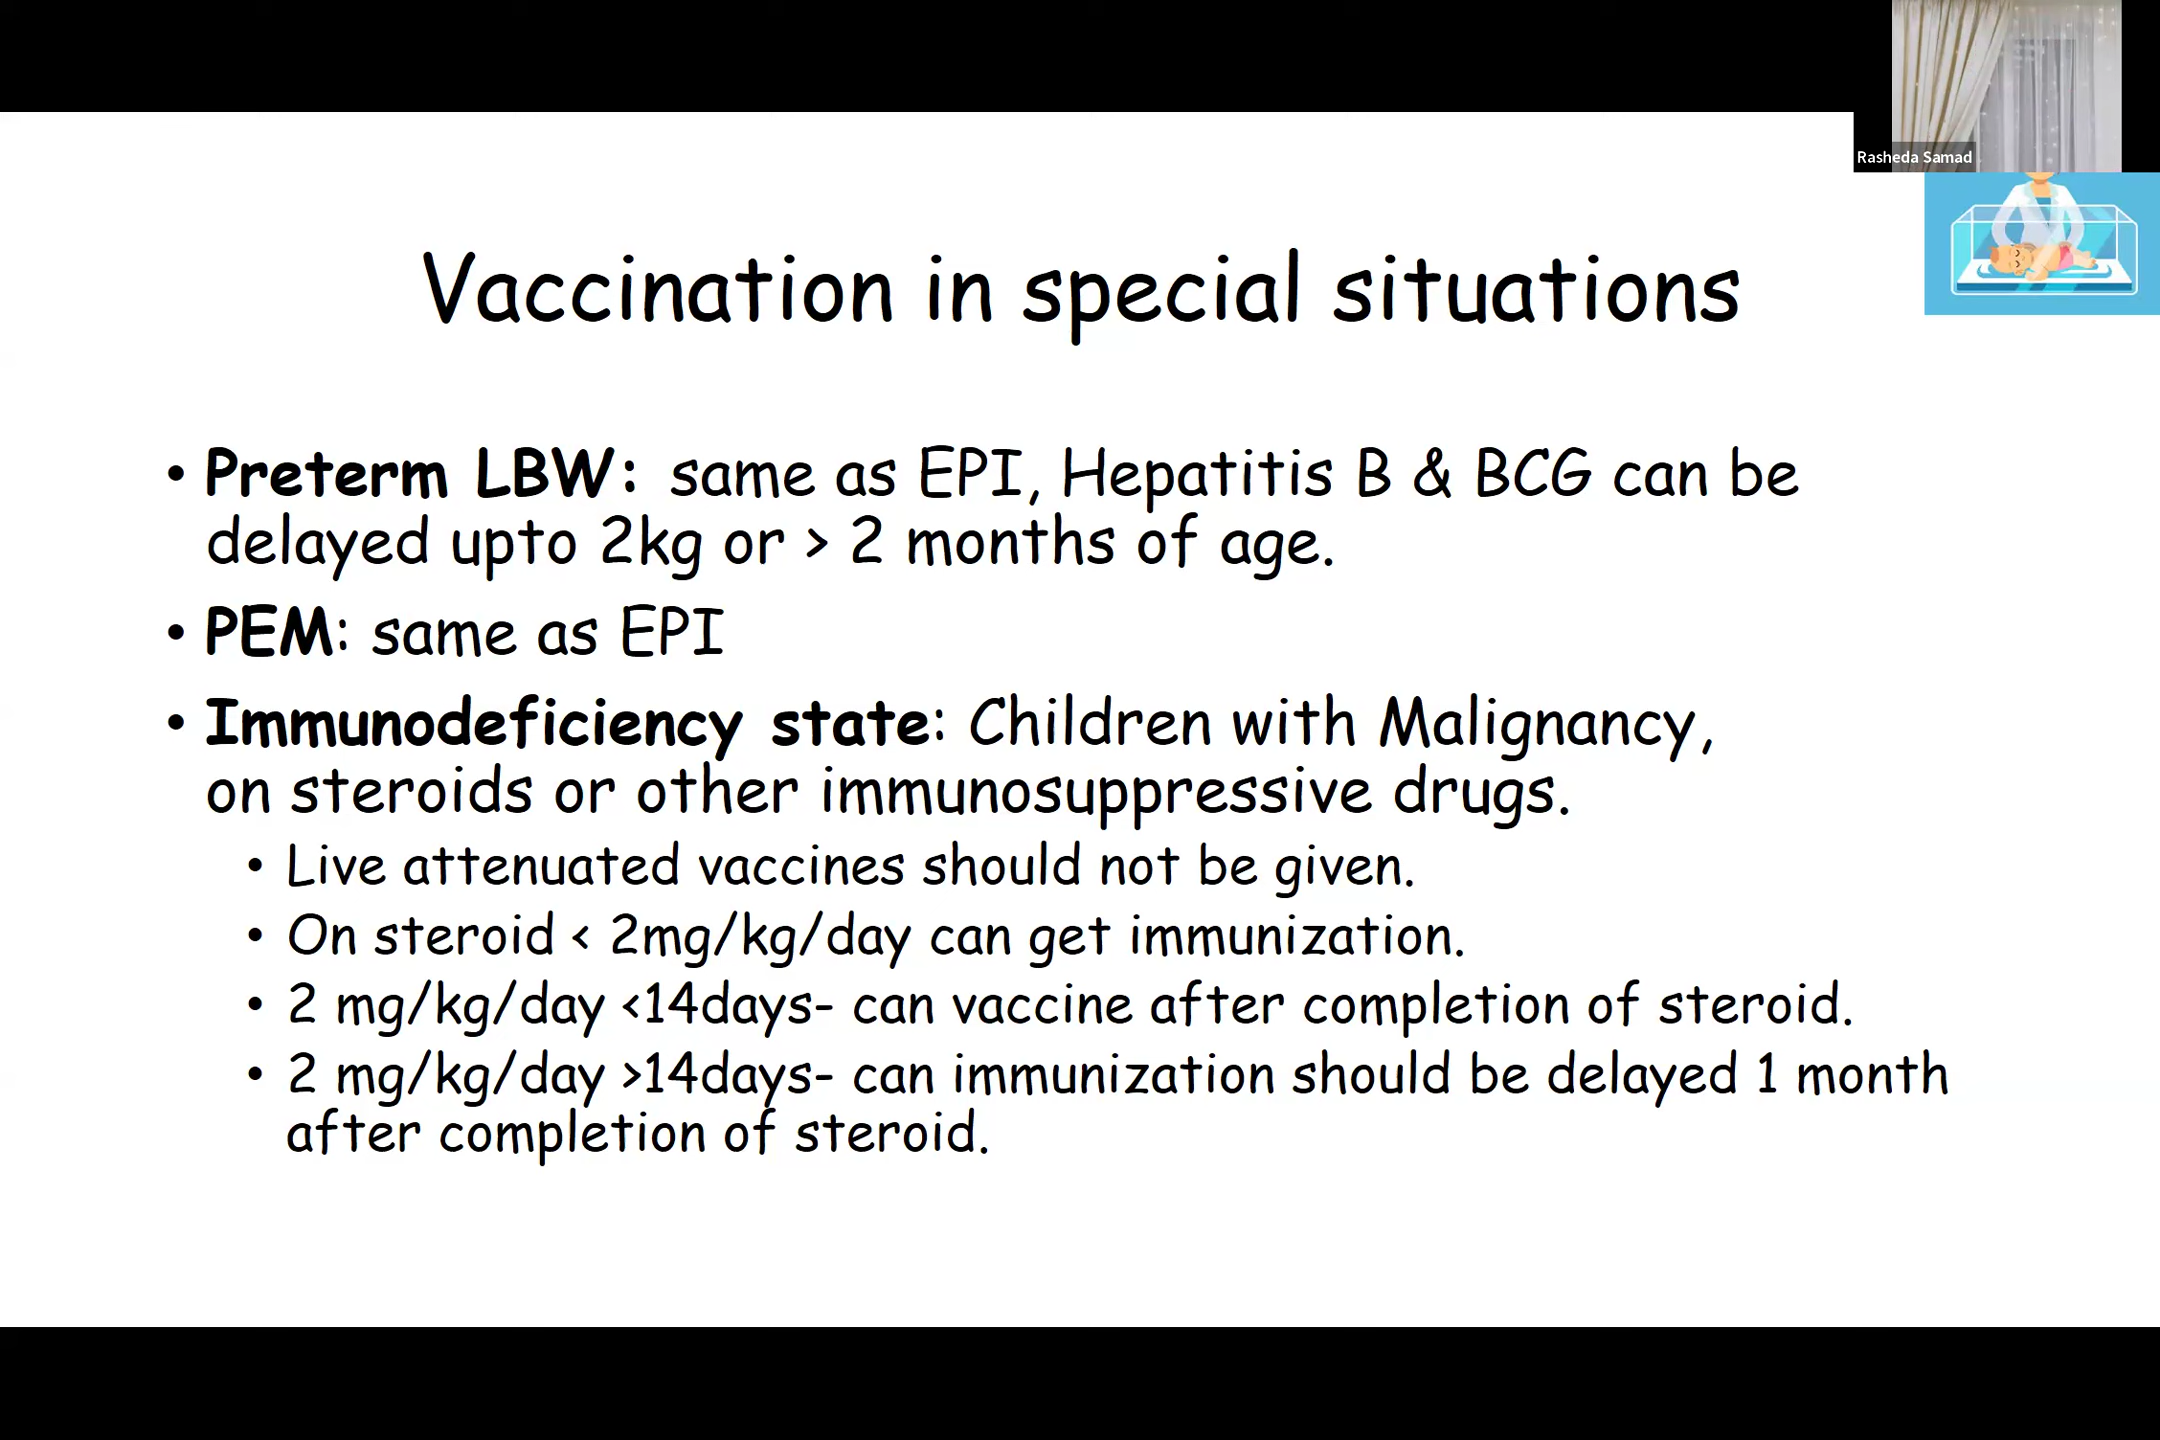 Rasheda Samad
Vaccination in special situations
• Preterm LBW: same as EPI, Hepatitis B & BCG can be
delayed upto 2kg or > 2 months of age.
• PEM: same as EPI
• Immunodeficiency state: Children with Malignancy,
on steroids or other immunosuppressive drugs.
• Live attenuated vaccines should not be given.
• On steroid < 2mg/kg/day can get immunization.
• 2 mg/kg/day <14days- can vaccine after completion of steroid.
• 2 mg/kg/day >14days- can immunization should be delayed 1 month
after completion of steroid.